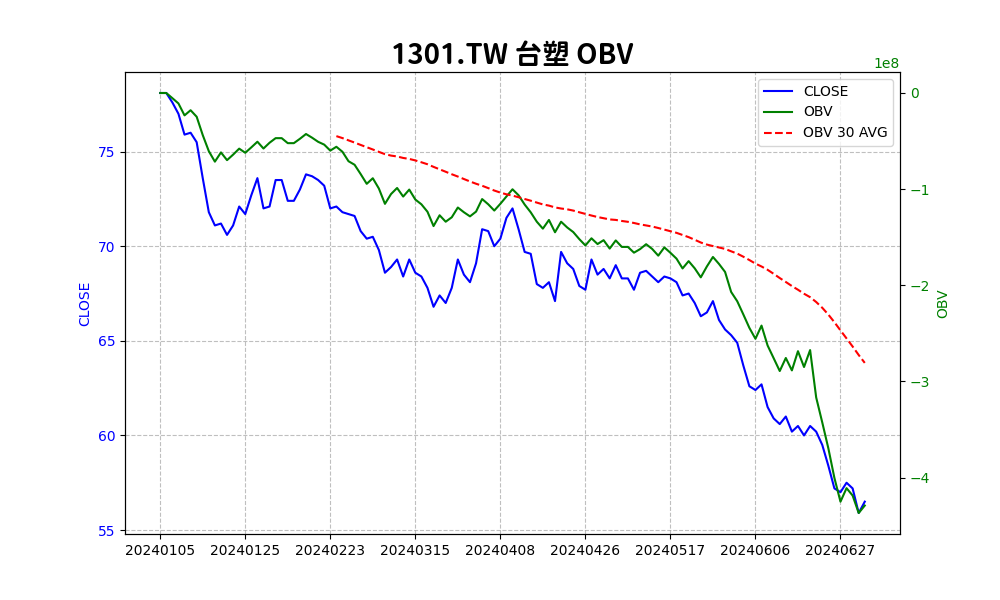 1301.TW 台塑 OBV
1e8
CLOSE
OBV
OBV 30 AVG
75
70
65
60
55
CLOSE
0
−1
−2
−3
−4
OBV
20240105 20240125 20240223 20240315 20240408 20240426 20240517 20240606 20240627